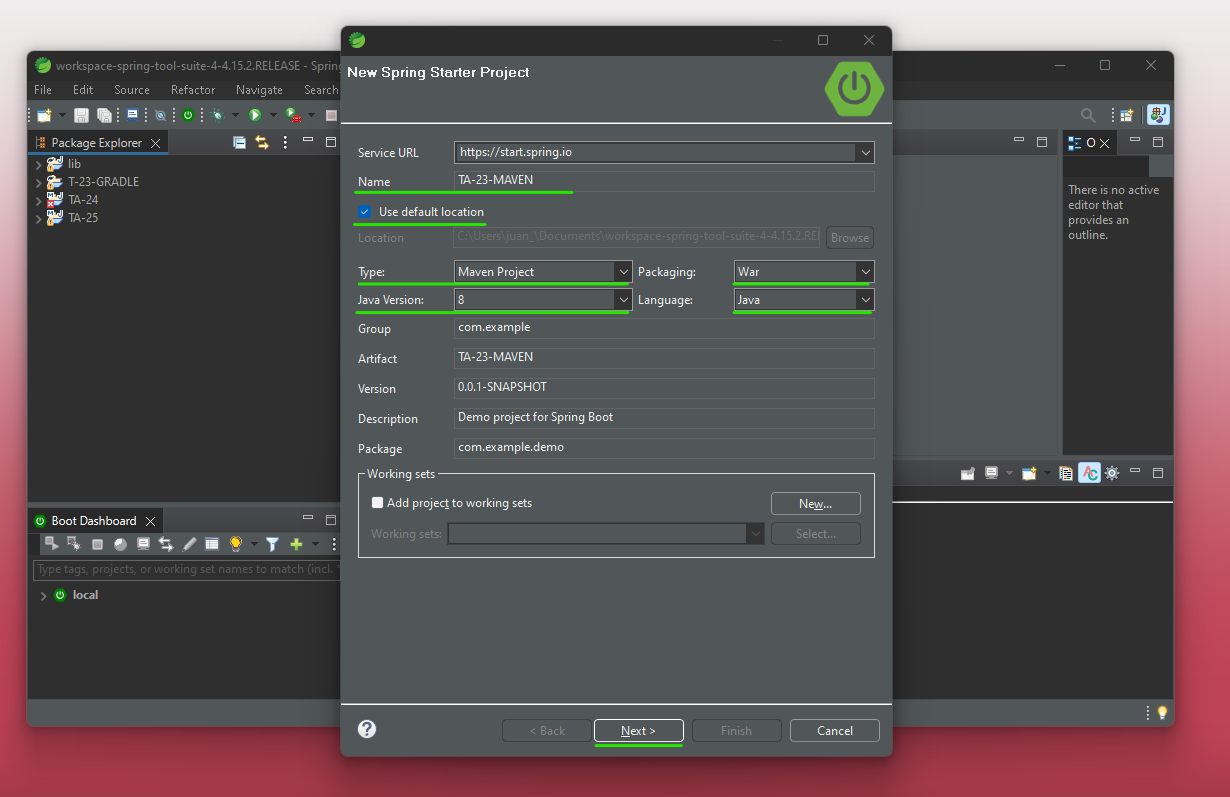 workspace-spring-tool-suite-4-4.15.2.RELEASE - Sprin
File Edit Source Refactor Navigate Search
Package Explorer
lib
T-23-GRADLE
TA-24
TA-25
Boot Dashboard
Type tags, projects, or working set names to match (incl. *
local
New Spring Starter Project
Service URL https://start.spring.io
Name TA-23-MAVEN
Use default location
Location C:\Users\juan_\Documents\workspace-spring-tool-suite-4-4.15.2.REL Browse
Type: Maven Project Packaging: War
Java Version: 8 Language: Java
Group com.example
Artifact TA-23-MAVEN
Version 0.0.1-SNAPSHOT
Description Demo project for Spring Boot
Package com.example.demo
Working sets
Add project to working sets New...
Working sets: Select...
< Back Next > Finish Cancel
O
There is no active
editor that
provides an
outline.